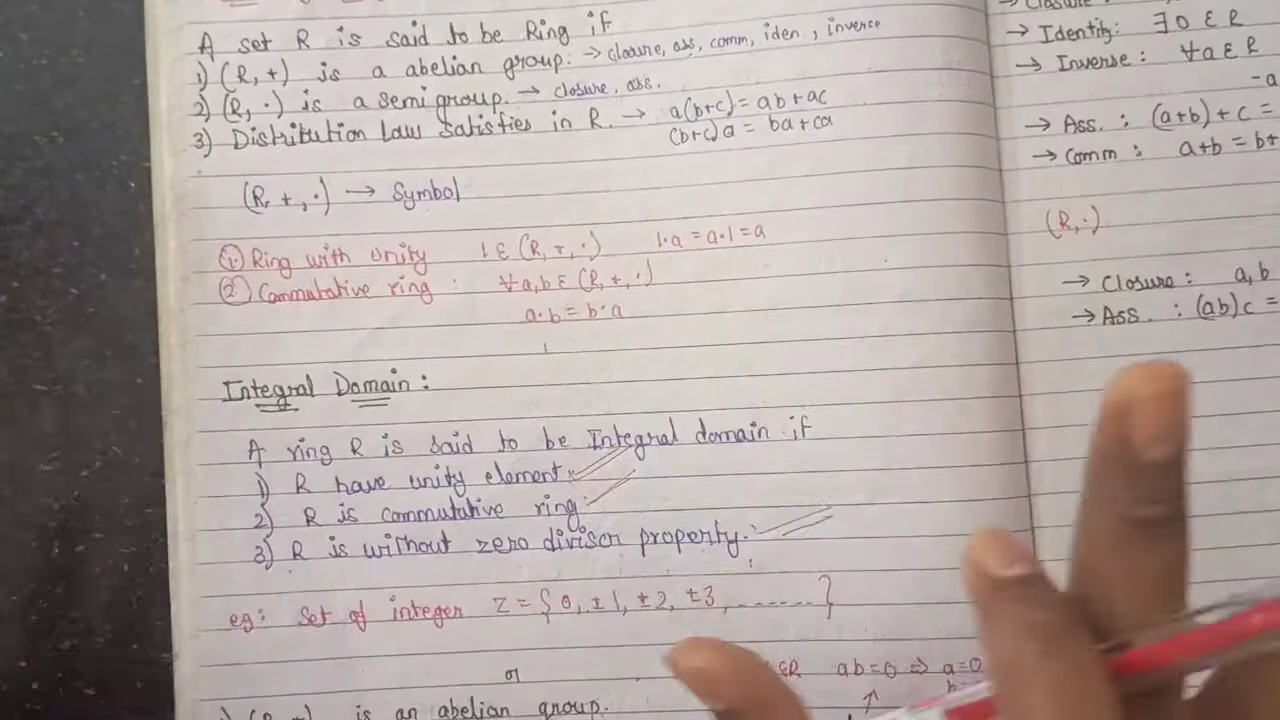 A set R is said to be Ring if
1) (R, +) is a abelian group. → closure, ass, comm, iden, inverse
2) (R, ·) is a semi group. → closure, ass.
3) Distribution Law satisfies in R. → a(b+c) = ab + ac
(b+c)a = ba + ca
(R, +, ·) → Symbol
① Ring with Unity 1 ∈ (R, +, ·) 1·a = a·1 = a
② Commutative ring : ∀ a,b ∈ (R, +, ·)
a·b = b·a
Integral Domain :
A ring R is said to be Integral domain if
1) R have unity element.
2) R is commutative ring.
3) R is without zero divisor property.
eg: Set of integer Z = {0, ±1, ±2, ±3, ......}
or
ab = 0 ⇒ a = 0
is an abelian group.
→ Closure
→ Identity: ∃ 0 ∈ R
→ Inverse : ∀ a ∈ R
-a
→ Ass. : (a+b) + c =
→ Comm : a+b = b+
(R, ·)
→ Closure : a, b
→ Ass. : (ab)c =